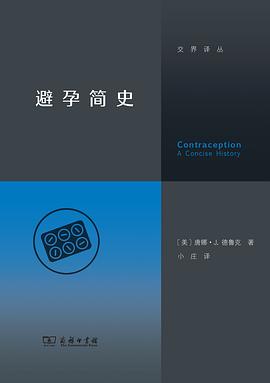 交界译丛
避孕简史
Contraception
A Concise History
[美] 唐娜·J.德鲁克 著
小庄 译
商务印书馆
The Commercial Press